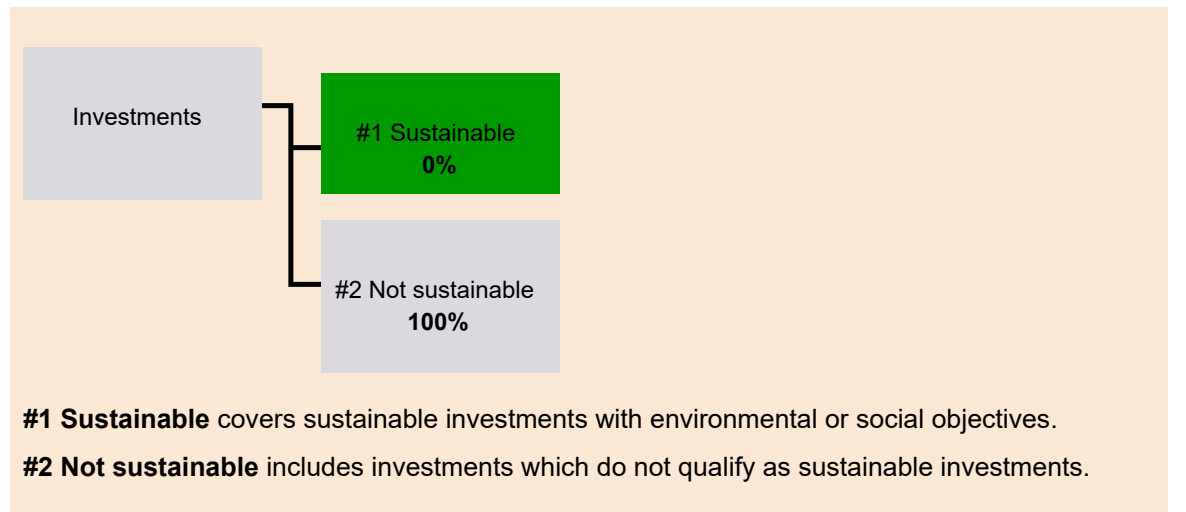 Investments
#1 Sustainable
0%
#2 Not sustainable
100%
#1 Sustainable covers sustainable investments with environmental or social objectives.
#2 Not sustainable includes investments which do not qualify as sustainable investments.